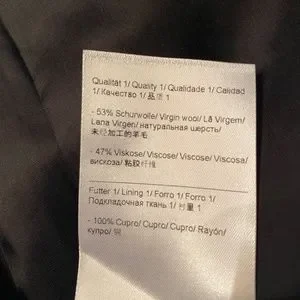 Qualität 1/ Quality 1/ Qualidade 1/ Calidad
1/ Качество 1/ 品质 1
- 53% Schurwolle/ Virgin wool/ Lã Virgem/
Lana Virgen/ натуральная шерсть/
未经加工的羊毛
- 47% Viskose/ Viscose/ Viscose/ Viscosa/
вискоза/ 粘胶纤维
Futter 1/ Lining 1/ Forro 1/ Forro 1/
Подкладочная ткань 1/ 衬里 1
- 100% Cupro/ Cupro/ Cupro/ Rayón/
купро/ 铜